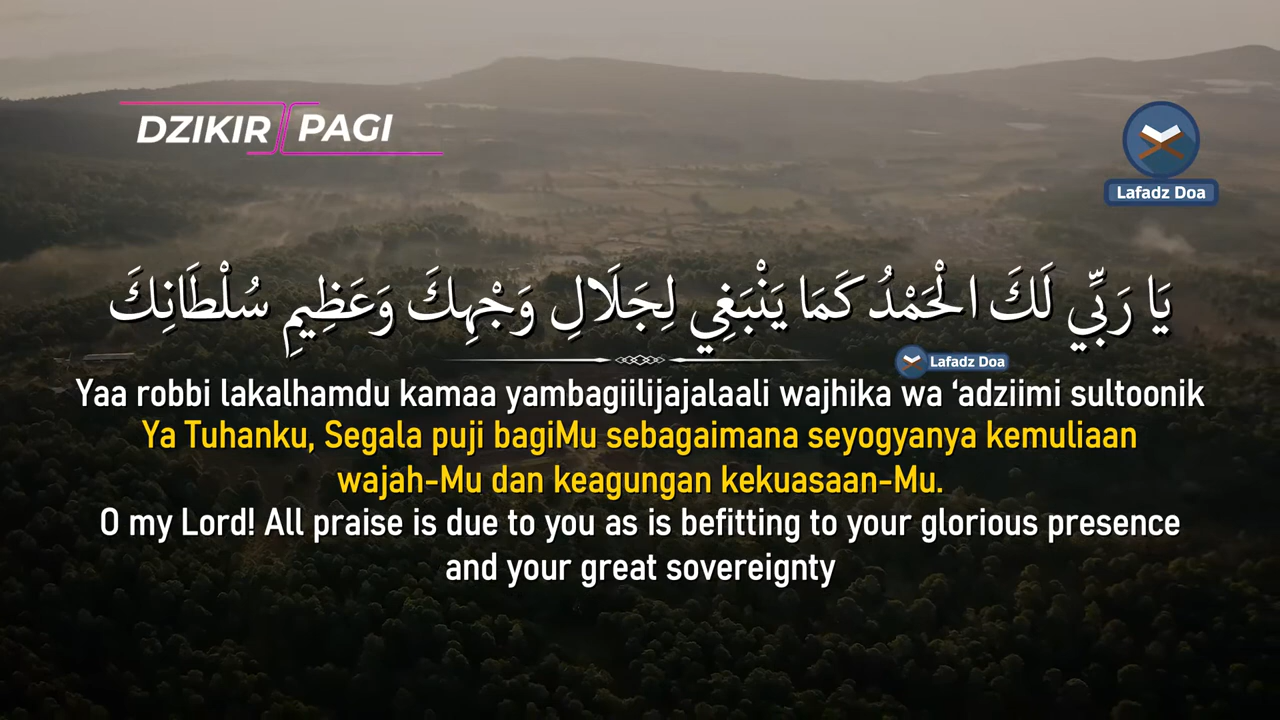 DZIKIR PAGI
Lafadz Doa
يَا رَبِّي لَكَ الْحَمْدُ كَمَا يَنْبَغِي لِجَلَالِ وَجْهِكَ وَعَظِيمِ سُلْطَانِكَ
Lafadz Doa
Yaa robbi lakalhamdu kamaa yambagiilijajalaali wajhika wa ‘adziimi sultoonik
Ya Tuhanku, Segala puji bagiMu sebagaimana seyogyanya kemuliaan
wajah-Mu dan keagungan kekuasaan-Mu.
O my Lord! All praise is due to you as is befitting to your glorious presence
and your great sovereignty